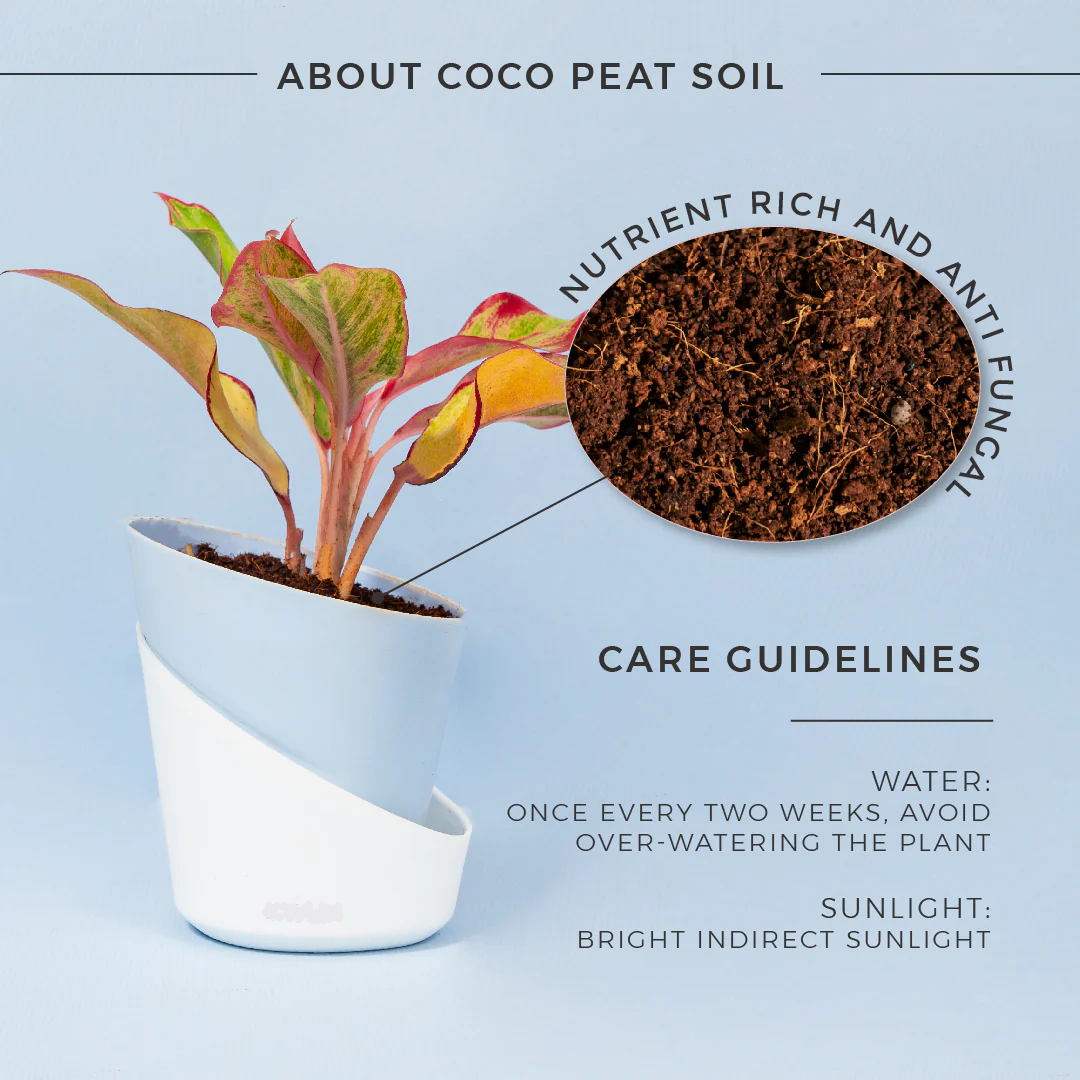 ABOUT COCO PEAT SOIL
NUTRIENT RICH AND ANTI FUNGAL
CARE GUIDELINES
WATER:
ONCE EVERY TWO WEEKS, AVOID
OVER-WATERING THE PLANT
SUNLIGHT:
BRIGHT INDIRECT SUNLIGHT